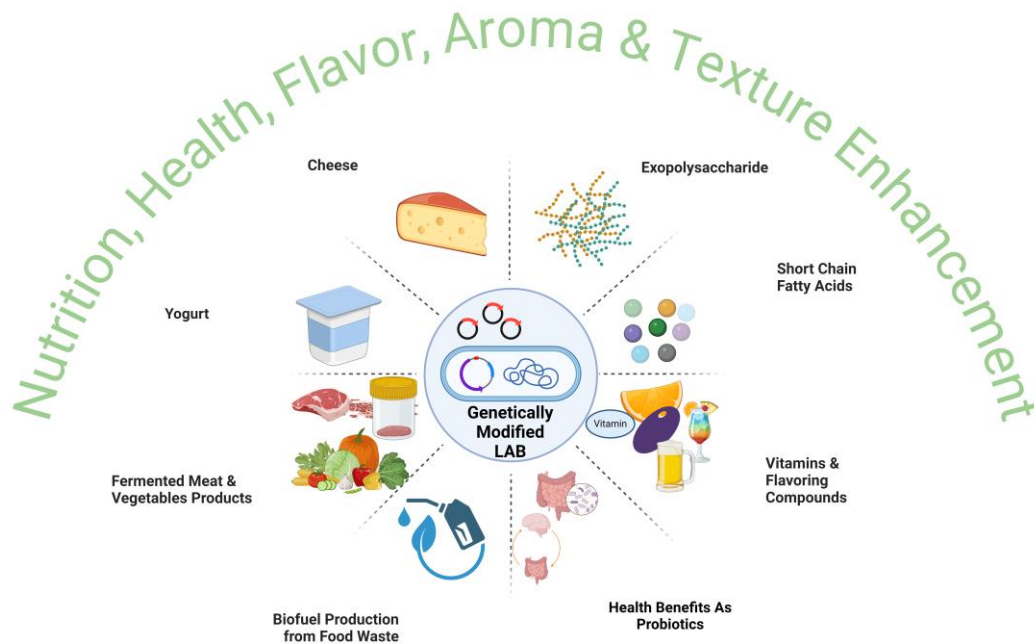 Nutrition, Health, Flavor, Aroma & Texture Enhancement
Cheese
Exopolysaccharide
Short Chain
Fatty Acids
Yogurt
Genetically
Modified
LAB
Vitamin
Fermented Meat &
Vegetables Products
Vitamins &
Flavoring
Compounds
Biofuel Production
from Food Waste
Health Benefits As
Probiotics